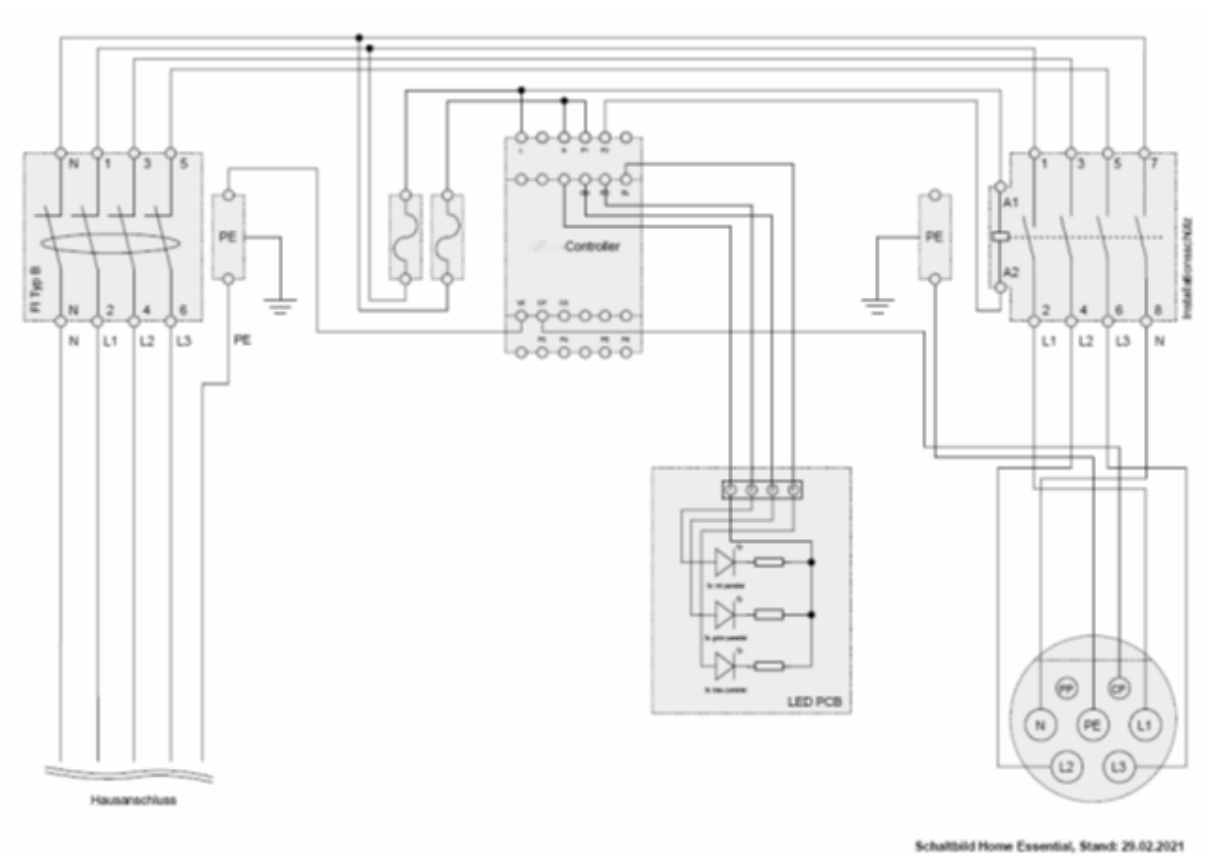 N 1 3 5
FI Typ B
N 2 4 6
N L1 L2 L3 PE
PE
Controller
L N P1 P2
PE
1 3 5 7
A1
A2
Installationsschütz
2 4 6 8
L1 L2 L3 N
LED PCB
PP CP
N PE L1
L2 L3
Hausanschluss
Schaltbild Home Essential, Stand: 29.02.2021